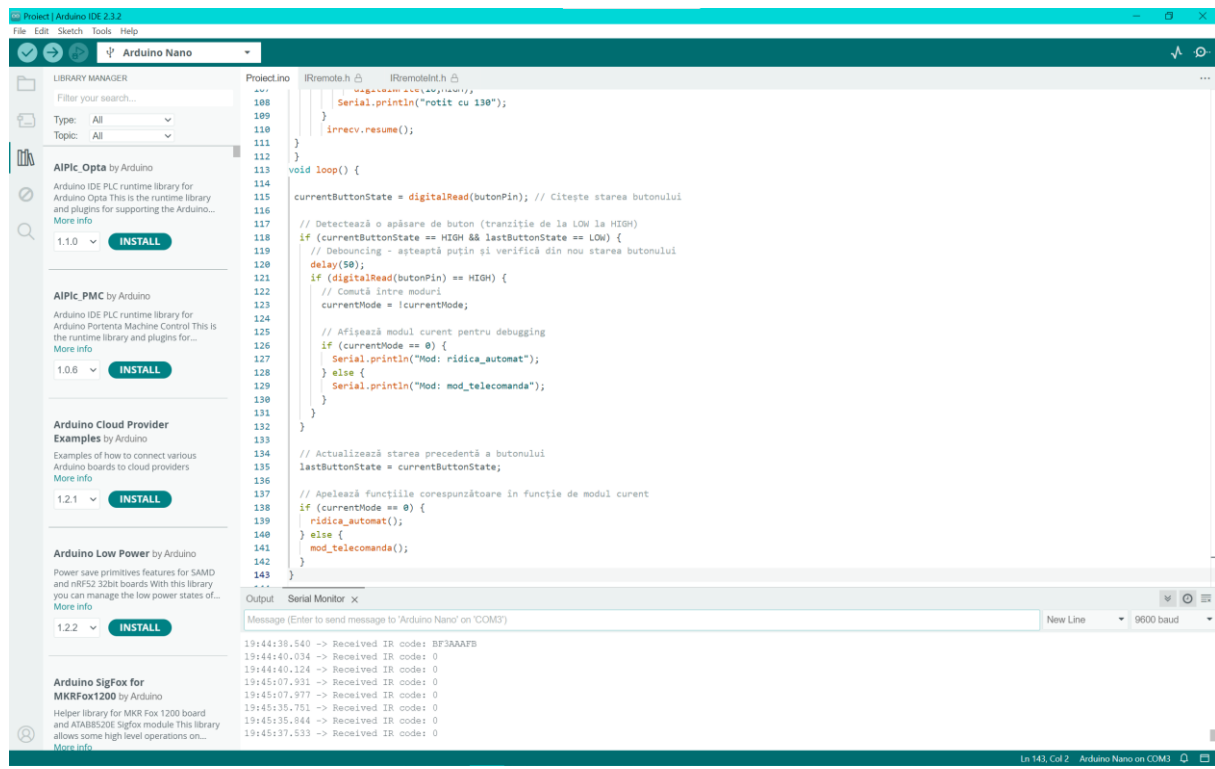 Proiect | Arduino IDE 2.3.2
File Edit Sketch Tools Help
Arduino Nano
LIBRARY MANAGER
Filter your search...
Type: All
Topic: All
AIPlc_Opta by Arduino
Arduino IDE PLC runtime library for
Arduino Opta This is the runtime library
and plugins for supporting the Arduino...
More info
1.1.0 INSTALL
AIPlc_PMC by Arduino
Arduino IDE PLC runtime library for
Arduino Portenta Machine Control This is
the runtime library and plugins for...
More info
1.0.6 INSTALL
Arduino Cloud Provider
Examples by Arduino
Examples of how to connect various
Arduino boards to cloud providers
More info
1.2.1 INSTALL
Arduino Low Power by Arduino
Power save primitives features for SAMD
and nRF52 32bit boards With this library
you can manage the low power states of...
More info
1.2.2 INSTALL
Arduino SigFox for
MKRFox1200 by Arduino
Helper library for MKR Fox 1200 board
and ATAB8520E Sigfox module This library
allows some high level operations on...
More info
Proiect.ino IRremote.h IRremoteInt.h
107 digitalWrite(10,HIGH);
108 Serial.println("rotit cu 130");
109 }
110 irrecv.resume();
111 }
112 }
113 void loop() {
114
115 currentButtonState = digitalRead(butonPin); // Citește starea butonului
116
117 // Detectează o apăsare de buton (tranziție de la LOW la HIGH)
118 if (currentButtonState == HIGH && lastButtonState == LOW) {
119 // Debouncing - așteaptă puțin și verifică din nou starea butonului
120 delay(50);
121 if (digitalRead(butonPin) == HIGH) {
122 // Comută între moduri
123 currentMode = !currentMode;
124
125 // Afișează modul curent pentru debugging
126 if (currentMode == 0) {
127 Serial.println("Mod: ridica_automat");
128 } else {
129 Serial.println("Mod: mod_telecomanda");
130 }
131 }
132 }
133
134 // Actualizează starea precedentă a butonului
135 lastButtonState = currentButtonState;
136
137 // Apelează funcțiile corespunzătoare în funcție de modul curent
138 if (currentMode == 0) {
139 ridica_automat();
140 } else {
141 mod_telecomanda();
142 }
143 }
Output Serial Monitor
Message (Enter to send message to 'Arduino Nano' on 'COM3')
New Line 9600 baud
19:44:38.540 -> Received IR code: BF3AAAFB
19:44:40.034 -> Received IR code: 0
19:44:40.124 -> Received IR code: 0
19:45:07.931 -> Received IR code: 0
19:45:07.977 -> Received IR code: 0
19:45:35.751 -> Received IR code: 0
19:45:35.844 -> Received IR code: 0
19:45:37.533 -> Received IR code: 0
Ln 143, Col 2 Arduino Nano on COM3